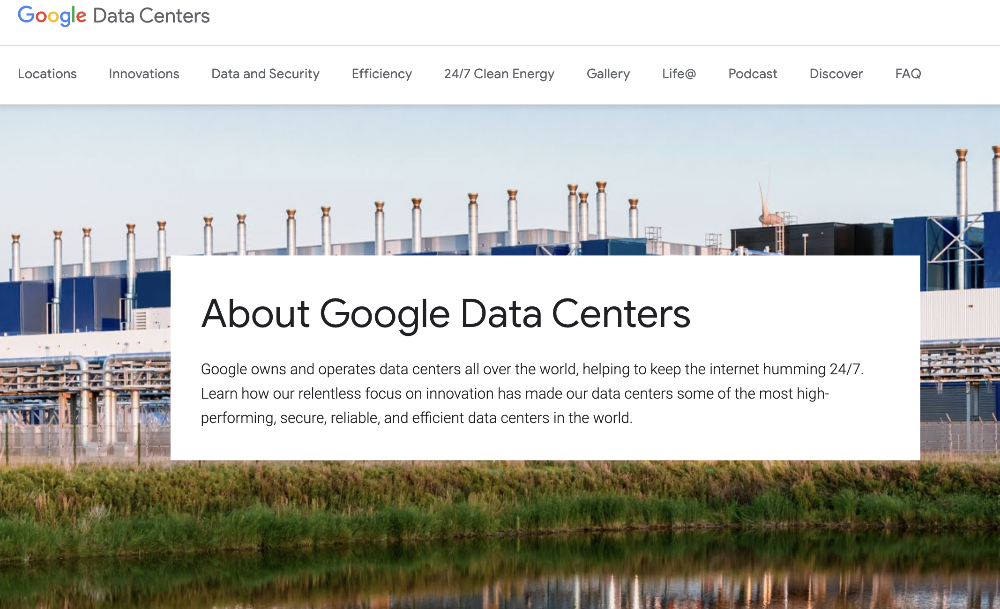 Google Data Centers
Locations Innovations Data and Security Efficiency 24/7 Clean Energy Gallery Life@ Podcast Discover FAQ
About Google Data Centers
Google owns and operates data centers all over the world, helping to keep the internet humming 24/7.
Learn how our relentless focus on innovation has made our data centers some of the most high-
performing, secure, reliable, and efficient data centers in the world.